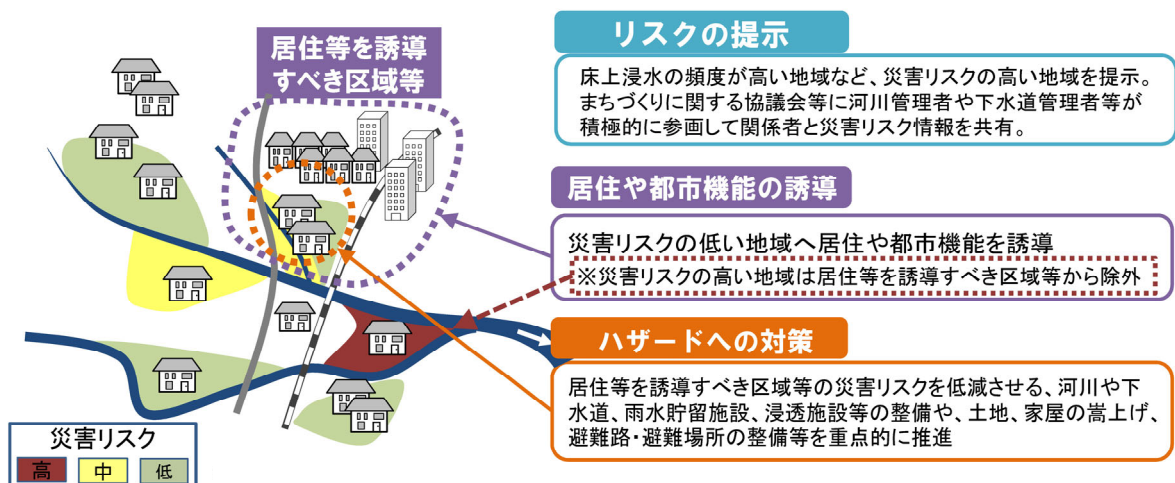 居住等を誘導
すべき区域等
リスクの提示
床上浸水の頻度が高い地域など、災害リスクの高い地域を提示。
まちづくりに関する協議会等に河川管理者や下水道管理者等が
積極的に参画して関係者と災害リスク情報を共有。
居住や都市機能の誘導
災害リスクの低い地域へ居住や都市機能を誘導
※災害リスクの高い地域は居住等を誘導すべき区域等から除外
ハザードへの対策
居住等を誘導すべき区域等の災害リスクを低減させる、河川や下
水道、雨水貯留施設、浸透施設等の整備や、土地、家屋の嵩上げ、
避難路・避難場所の整備等を重点的に推進
災害リスク
高 中 低